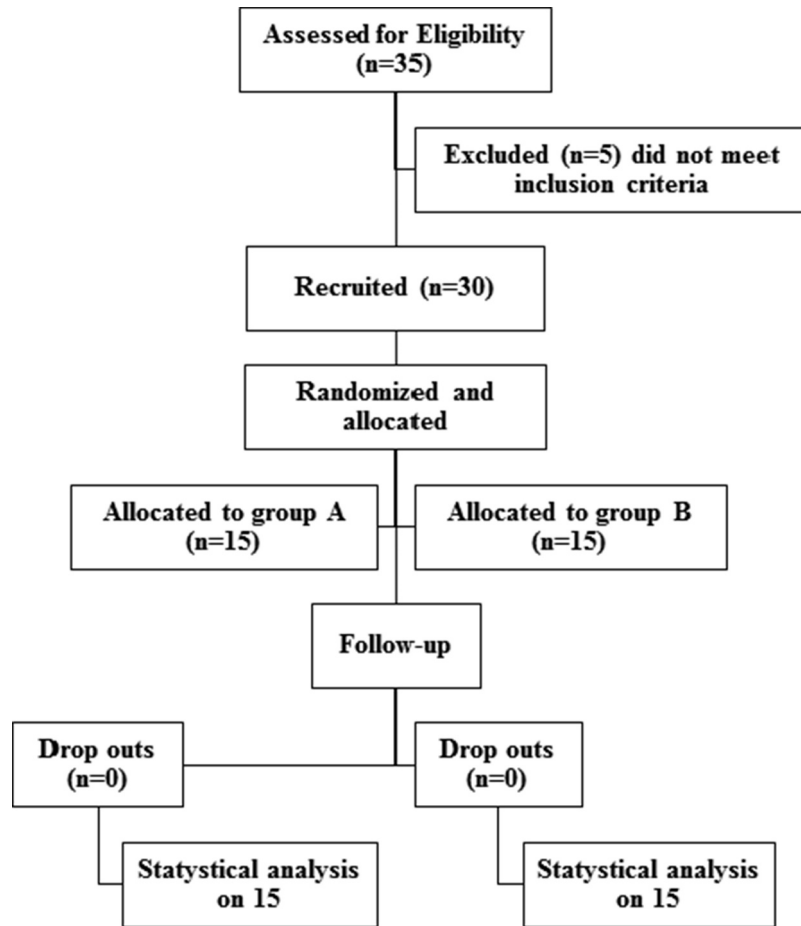 Assessed for Eligibility
(n=35)
Excluded (n=5) did not meet
inclusion criteria
Recruited (n=30)
Randomized and
allocated
Allocated to group A
(n=15)
Allocated to group B
(n=15)
Follow-up
Drop outs
(n=0)
Drop outs
(n=0)
Statystical analysis
on 15
Statystical analysis
on 15